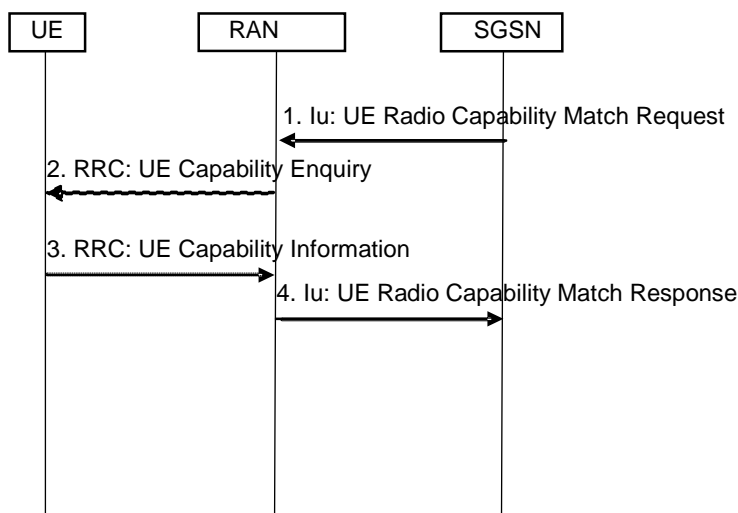 UE
RAN
SGSN
1. Iu: UE Radio Capability Match Request
2. RRC: UE Capability Enquiry
3. RRC: UE Capability Information
4. Iu: UE Radio Capability Match Response